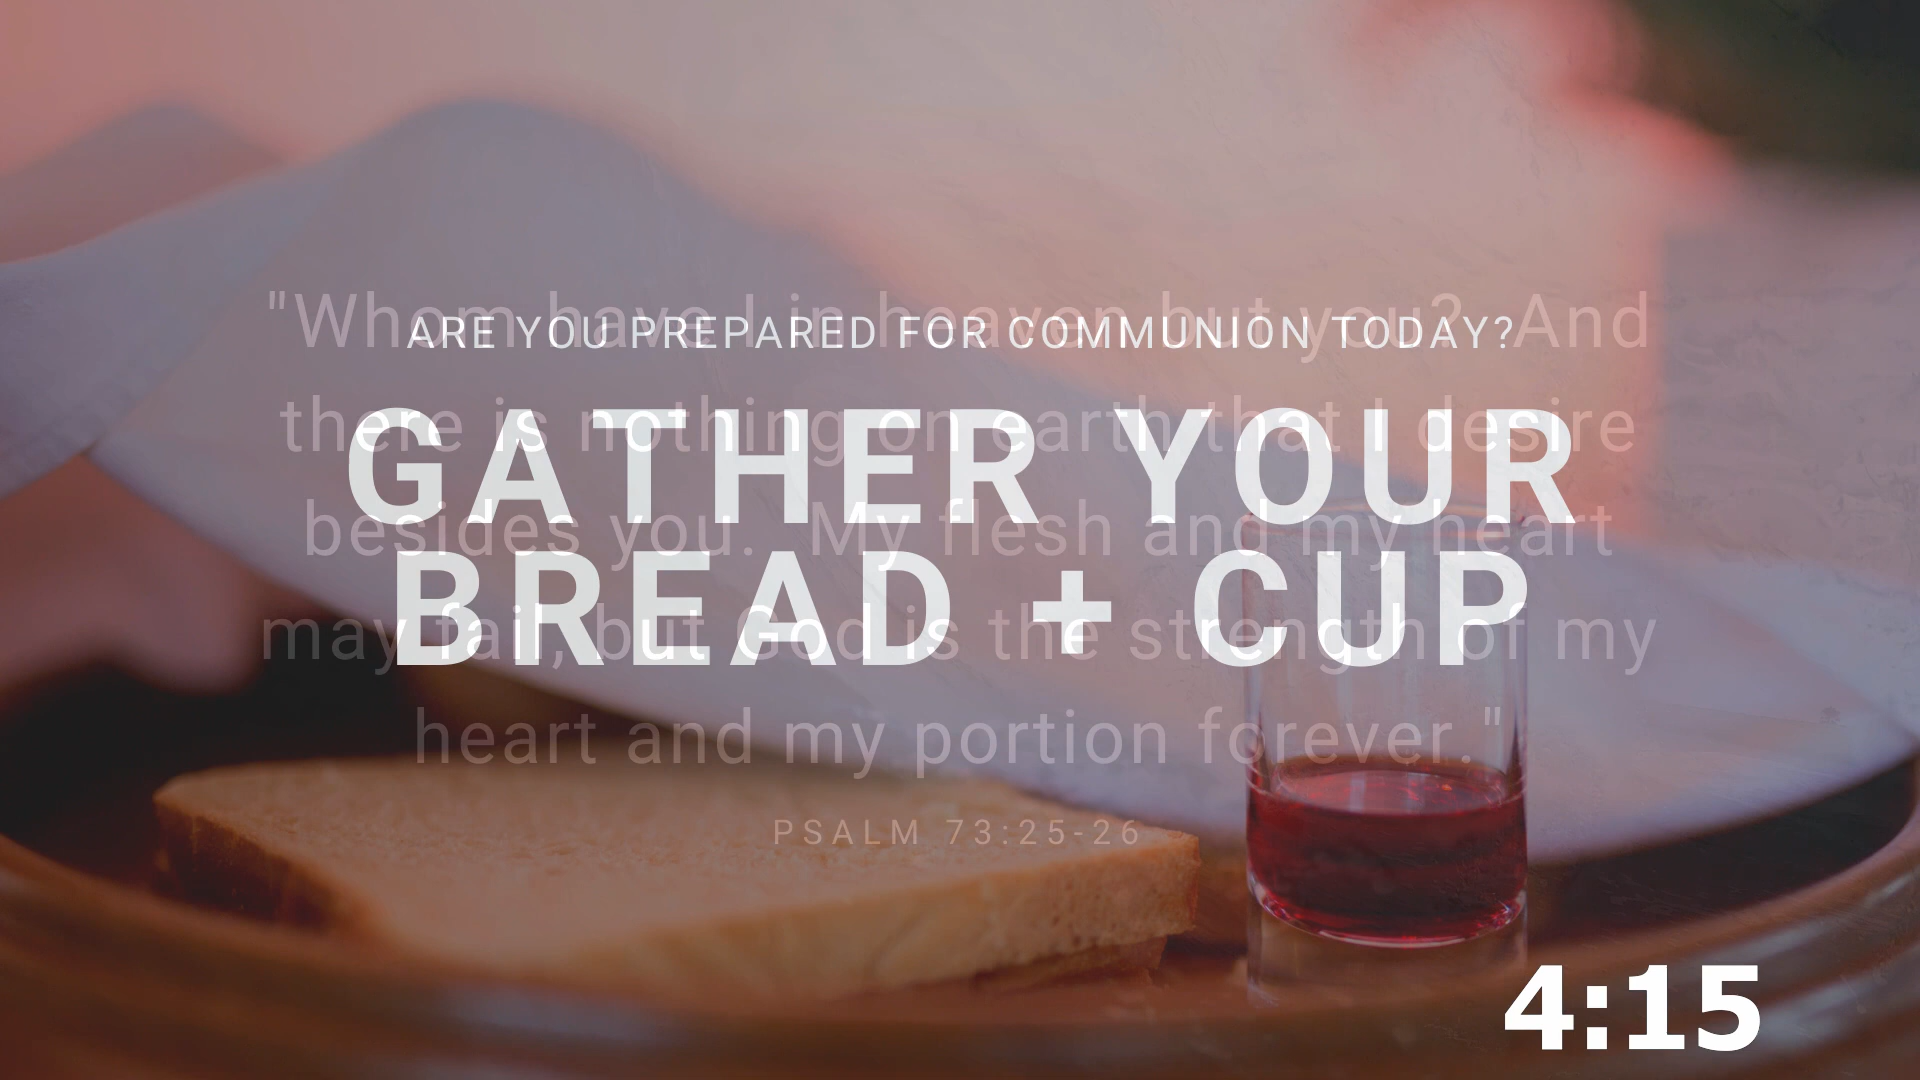 ARE YOU PREPARED FOR COMMUNION TODAY?
GATHER YOUR
BREAD + CUP
"Whom have I in heaven but you? And
there is nothing on earth that I desire
besides you. My flesh and my heart
may fail, but God is the strength of my
heart and my portion forever."
PSALM 73:25-26
4:15